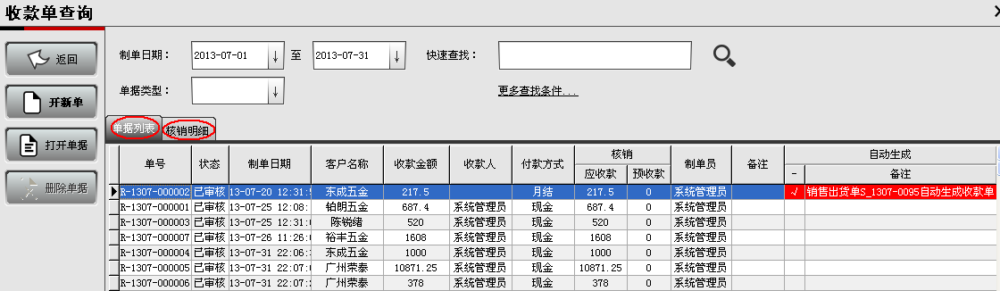 收款单查询
返回
开新单
打开单据
删除单据
制单日期： 2013-07-01 至 2013-07-31 快速查找：
单据类型： 更多查找条件...
单据列表 核销明细
单号 状态 制单日期 客户名称 收款金额 收款人 付款方式 核销 制单员 备注 自动生成
应收款 预收款 - 备注
R-1307-000002 已审核 13-07-20 12:31: 东成五金 217.5 月结 217.5 0 系统管理员 √ 销售出货单S_1307-0095自动生成收款单
R-1307-000001 已审核 13-07-25 12:08: 铂朗五金 687.4 系统管理员 现金 687.4 0 系统管理员
R-1307-000003 已审核 13-07-25 12:31: 陈锐绪 520 系统管理员 现金 520 0 系统管理员
R-1307-000007 已审核 13-07-26 11:26: 裕丰五金 1608 系统管理员 现金 1608 0 系统管理员
R-1307-000004 已审核 13-07-31 22:06: 东成五金 1000 系统管理员 现金 1000 0 系统管理员
R-1307-000005 已审核 13-07-31 22:07: 广州荣泰 10871.25 系统管理员 现金 10871.25 0 系统管理员
R-1307-000006 已审核 13-07-31 22:07: 广州荣泰 378 系统管理员 现金 378 0 系统管理员